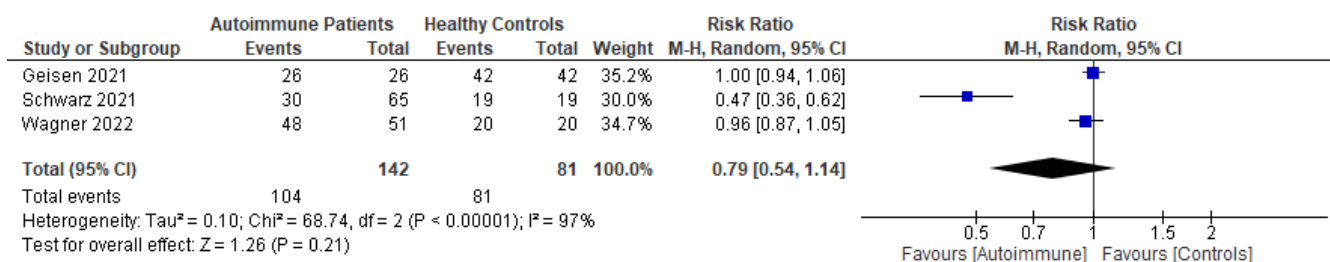 Autoimmune Patients Healthy Controls Risk Ratio Risk Ratio
Study or Subgroup Events Total Events Total Weight M-H, Random, 95% CI M-H, Random, 95% CI
Geisen 2021 26 26 42 42 35.2% 1.00 [0.94, 1.06]
Schwarz 2021 30 65 19 19 30.0% 0.47 [0.36, 0.62]
Wagner 2022 48 51 20 20 34.7% 0.96 [0.87, 1.05]
Total (95% CI) 142 81 100.0% 0.79 [0.54, 1.14]
Total events 104 81
Heterogeneity: Tau² = 0.10; Chi² = 68.74, df = 2 (P < 0.00001); I² = 97%
Test for overall effect: Z = 1.26 (P = 0.21)
0.5 0.7 1 1.5 2
Favours [Autoimmune] Favours [Controls]